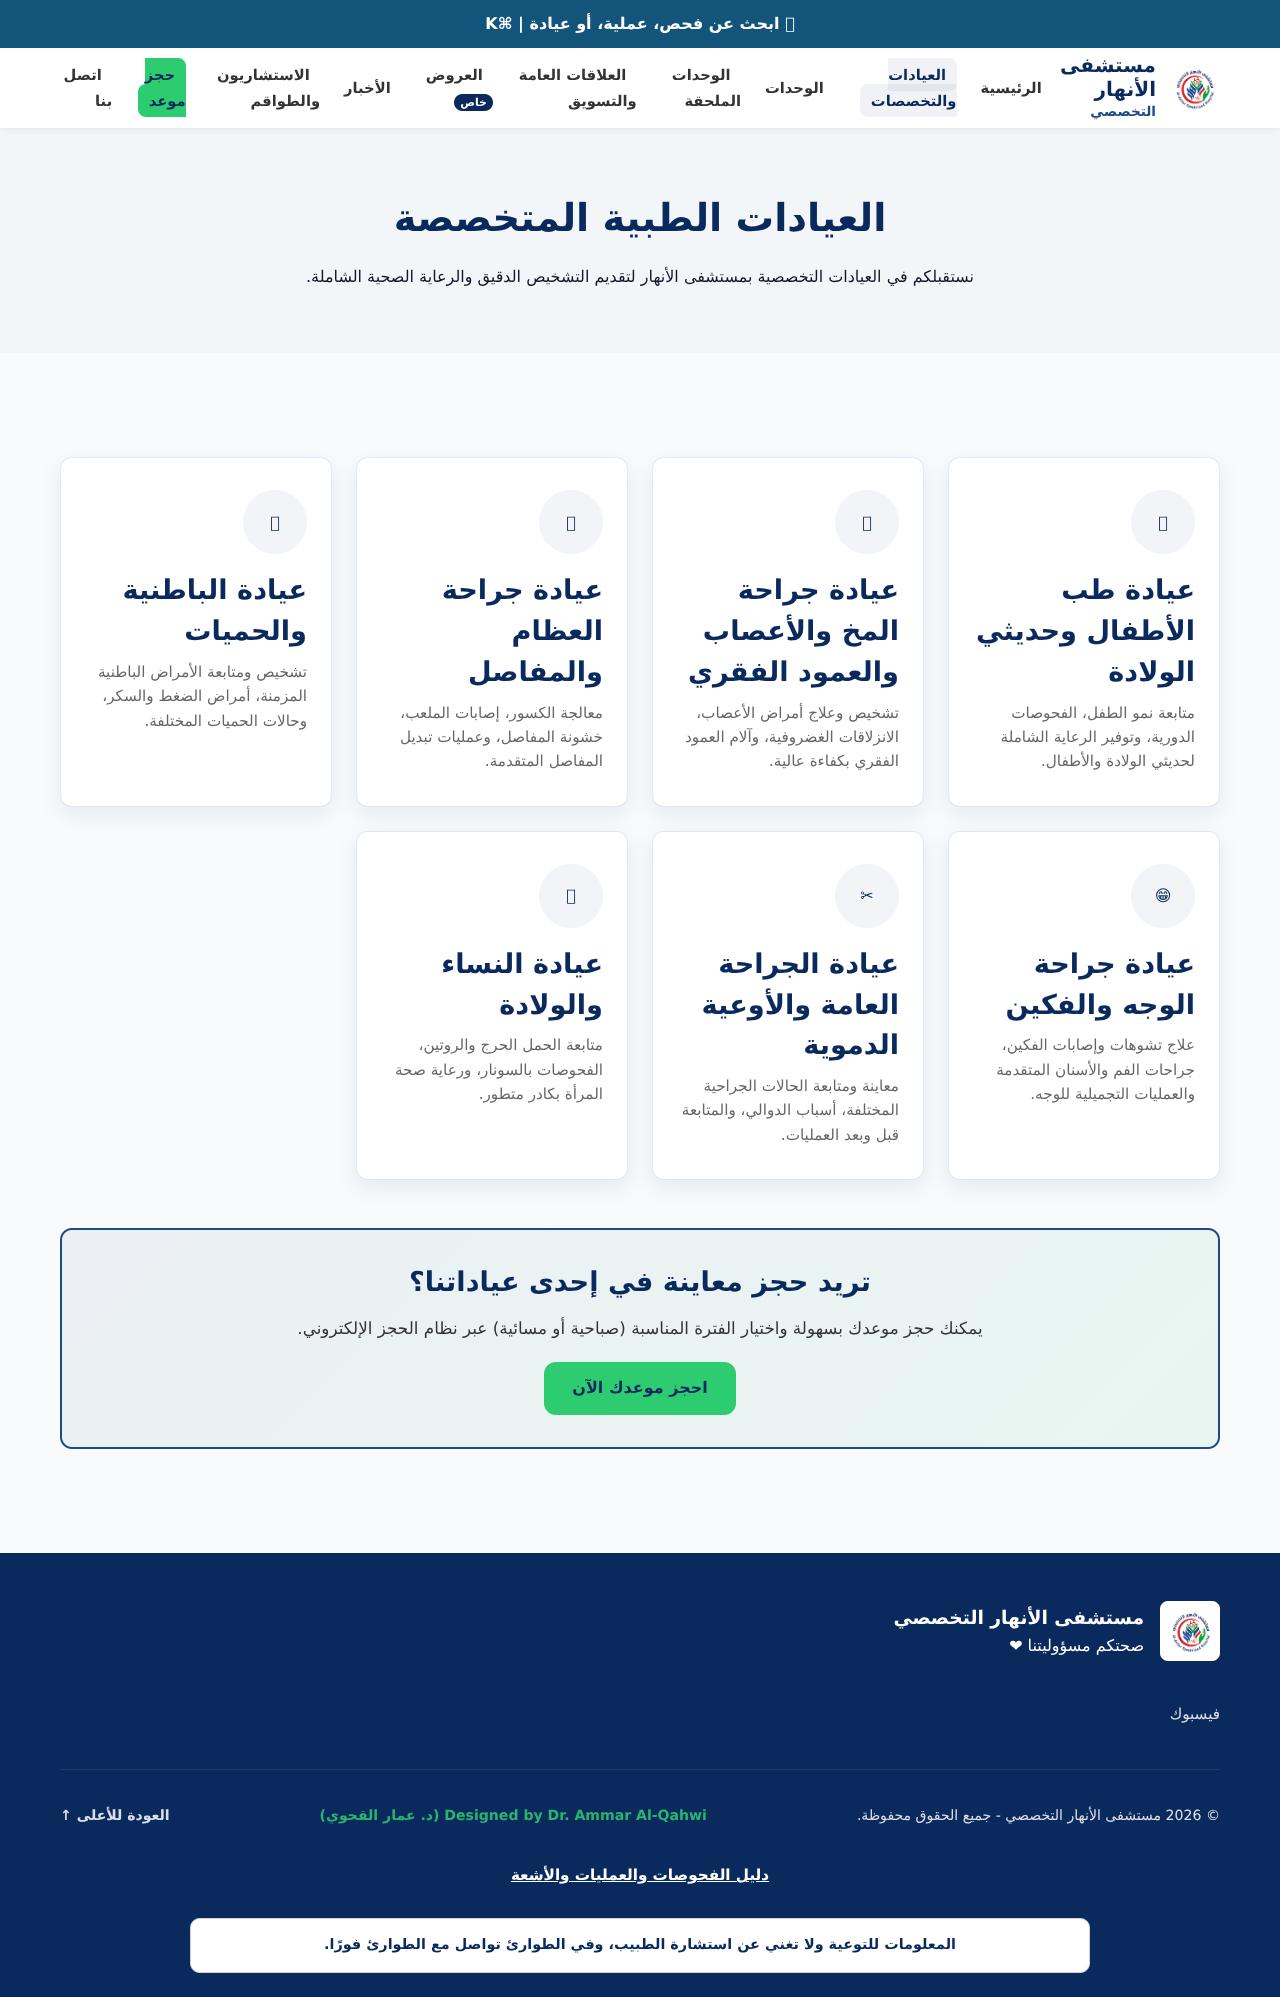 ابحث عن فحص، عملية، أو عيادة | ⌘K
مستشفى
الأنهار
التخصصي
الرئيسية
العيادات
والتخصصات
الوحدات
الوحدات
الملحقة
العلاقات العامة
والتسويق
العروض
خاص
الأخبار
الاستشاريون
والطواقم
حجز
موعد
اتصل
بنا
العيادات الطبية المتخصصة
نستقبلكم في العيادات التخصصية بمستشفى الأنهار لتقديم التشخيص الدقيق والرعاية الصحية الشاملة.
عيادة طب
الأطفال وحديثي
الولادة
متابعة نمو الطفل، الفحوصات
الدورية، وتوفير الرعاية الشاملة
لحديثي الولادة والأطفال.
عيادة جراحة
المخ والأعصاب
والعمود الفقري
تشخيص وعلاج أمراض الأعصاب،
الانزلاقات الغضروفية، وآلام العمود
الفقري بكفاءة عالية.
عيادة جراحة
العظام
والمفاصل
معالجة الكسور، إصابات الملعب،
خشونة المفاصل، وعمليات تبديل
المفاصل المتقدمة.
عيادة الباطنية
والحميات
تشخيص ومتابعة الأمراض الباطنية
المزمنة، أمراض الضغط والسكر،
وحالات الحميات المختلفة.
😁
عيادة جراحة
الوجه والفكين
علاج تشوهات وإصابات الفكين،
جراحات الفم والأسنان المتقدمة
والعمليات التجميلية للوجه.
✂
عيادة الجراحة
العامة والأوعية
الدموية
معاينة ومتابعة الحالات الجراحية
المختلفة، أسباب الدوالي، والمتابعة
قبل وبعد العمليات.
عيادة النساء
والولادة
متابعة الحمل الحرج والروتين،
الفحوصات بالسونار، ورعاية صحة
المرأة بكادر متطور.
تريد حجز معاينة في إحدى عياداتنا؟
يمكنك حجز موعدك بسهولة واختيار الفترة المناسبة (صباحية أو مسائية) عبر نظام الحجز الإلكتروني.
احجز موعدك الآن
مستشفى الأنهار التخصصي
صحتكم مسؤوليتنا ❤
فيسبوك
© 2026 مستشفى الأنهار التخصصي - جميع الحقوق محفوظة.
Designed by Dr. Ammar Al-Qahwi (د. عمار القحوي)
العودة للأعلى ↑
دليل الفحوصات والعمليات والأشعة
المعلومات للتوعية ولا تغني عن استشارة الطبيب، وفي الطوارئ تواصل مع الطوارئ فورًا.